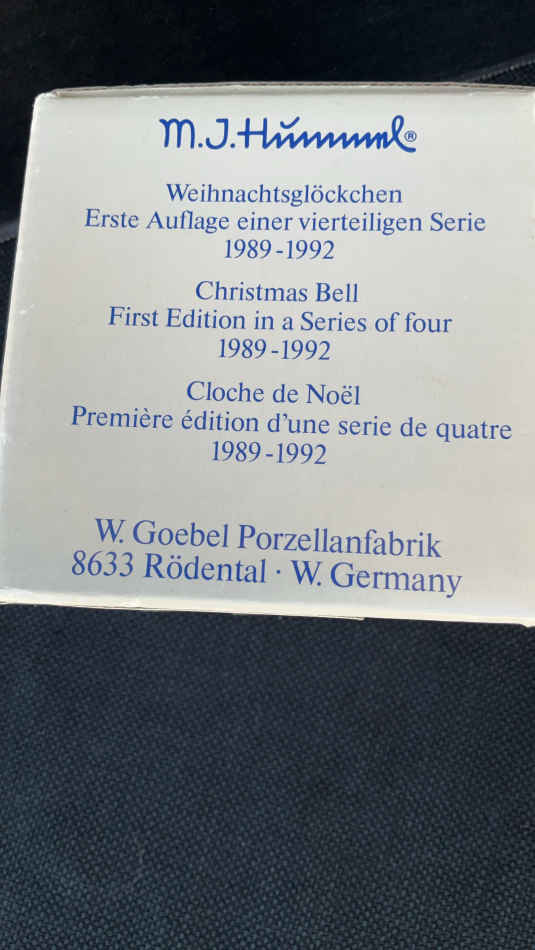 M.J.Hummel®
Weihnachtsglöckchen
Erste Auflage einer vierteiligen Serie
1989-1992
Christmas Bell
First Edition in a Series of four
1989-1992
Cloche de Noël
Première édition d'une serie de quatre
1989-1992
W. Goebel Porzellanfabrik
8633 Rödental · W. Germany